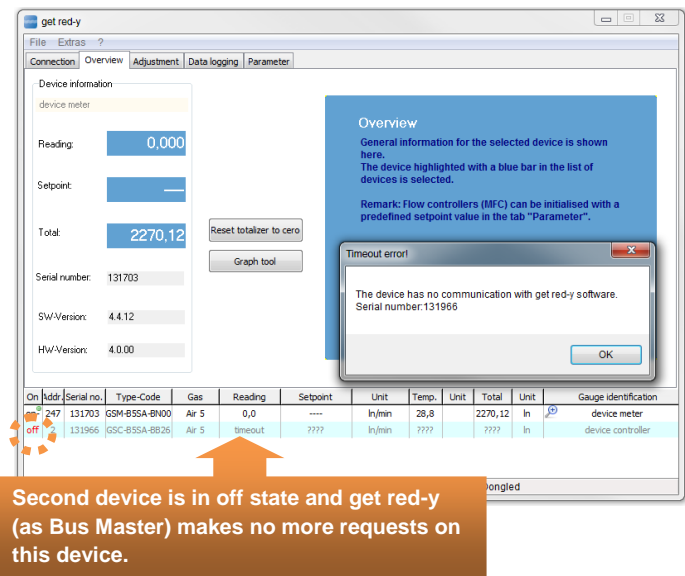 get red-y
File Extras ?
Connection Overview Adjustment Data logging Parameter
Device information
device meter
Reading: 0,000
Setpoint: ----
Total: 2270,12
Serial number: 131703
SW-Version: 4.4.12
HW-Version: 4.0.00
Reset totalizer to cero
Graph tool
Overview
General information for the selected device is shown
here.
The device highlighted with a blue bar in the list of
devices is selected.
Remark: Flow controllers (MFC) can be initialised with a
predefined setpoint value in the tab "Parameter".
Timeout error!
The device has no communication with get red-y software.
Serial number:131966
OK
On Addr. Serial no. Type-Code Gas Reading Setpoint Unit Temp. Unit Total Unit Gauge identification
247 131703 GSM-B5SA-BN00 Air 5 0,0 ---- ln/min 28,8 2270,12 ln device meter
off 2 131966 GSC-B5SA-BB26 Air 5 timeout ???? ln/min ???? ???? ln device controller
Dongled
Second device is in off state and get red-y
(as Bus Master) makes no more requests on
this device.